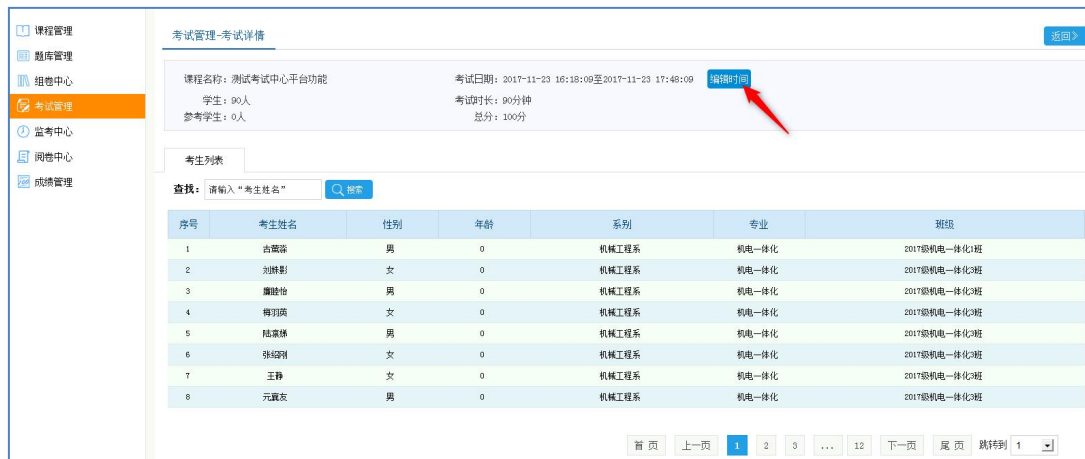 课程管理
题库管理
组卷中心
考试管理
监考中心
阅卷中心
成绩管理
考试管理-考试详情
返回》
课程名称：测试考试中心平台功能 考试日期：2017-11-23 16:18:09至2017-11-23 17:48:09 编辑时间
学生：90人 考试时长：90分钟
参考学生：0人 总分：100分
考生列表
查找： 请输入“考生姓名” 搜索
序号 考生姓名 性别 年龄 系别 专业 班级
1 男 0 机械工程系 机电一体化 2017级机电一体化1班
2 刘姝影 女 0 机械工程系 机电一体化 2017级机电一体化3班
3 男 0 机械工程系 机电一体化 2017级机电一体化3班
4 梅羽英 女 0 机械工程系 机电一体化 2017级机电一体化3班
5 男 0 机械工程系 机电一体化 2017级机电一体化3班
6 张绍刚 女 0 机械工程系 机电一体化 2017级机电一体化3班
7 王静 女 0 机械工程系 机电一体化 2017级机电一体化3班
8 男 0 机械工程系 机电一体化 2017级机电一体化3班
首页 上一页 1 2 3 ... 12 下一页 尾页 跳转到 1